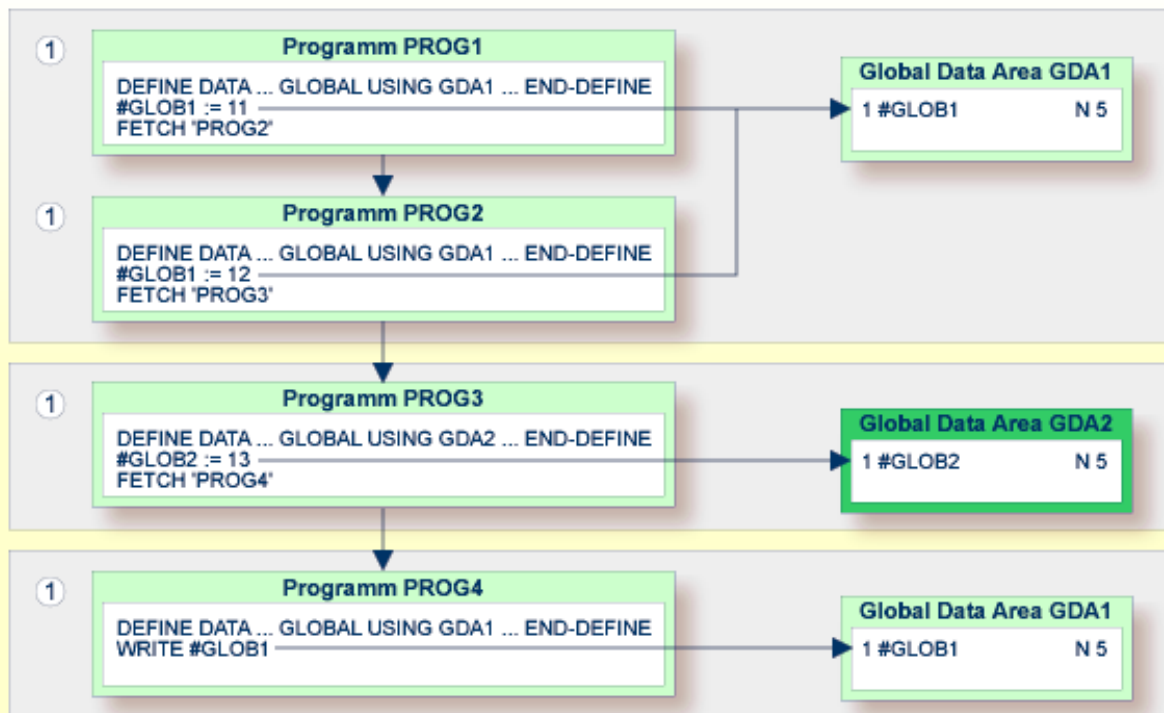 1
Programm PROG1
DEFINE DATA ... GLOBAL USING GDA1 ... END-DEFINE
#GLOB1 := 11
FETCH 'PROG2'
Global Data Area GDA1
1 #GLOB1 N 5
1
Programm PROG2
DEFINE DATA ... GLOBAL USING GDA1 ... END-DEFINE
#GLOB1 := 12
FETCH 'PROG3'
1
Programm PROG3
DEFINE DATA ... GLOBAL USING GDA2 ... END-DEFINE
#GLOB2 := 13
FETCH 'PROG4'
Global Data Area GDA2
1 #GLOB2 N 5
1
Programm PROG4
DEFINE DATA ... GLOBAL USING GDA1 ... END-DEFINE
WRITE #GLOB1
Global Data Area GDA1
1 #GLOB1 N 5